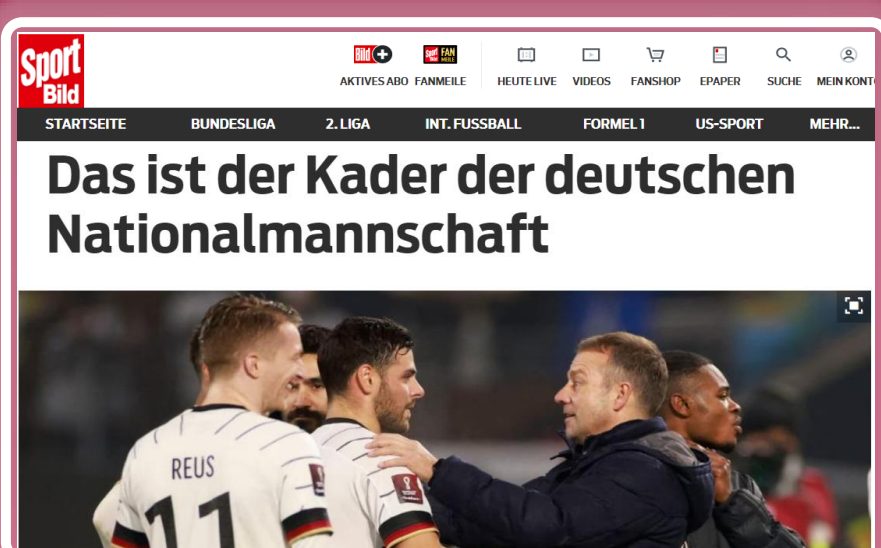 Sport
Bild
Bild +
Sport Bild FAN MEILE
AKTIVES ABO FANMEILE HEUTE LIVE VIDEOS FANSHOP EPAPER SUCHE MEIN KONT
STARTSEITE BUNDESLIGA 2. LIGA INT. FUSSBALL FORMEL 1 US-SPORT MEHR...
Das ist der Kader der deutschen
Nationalmannschaft
REUS
11